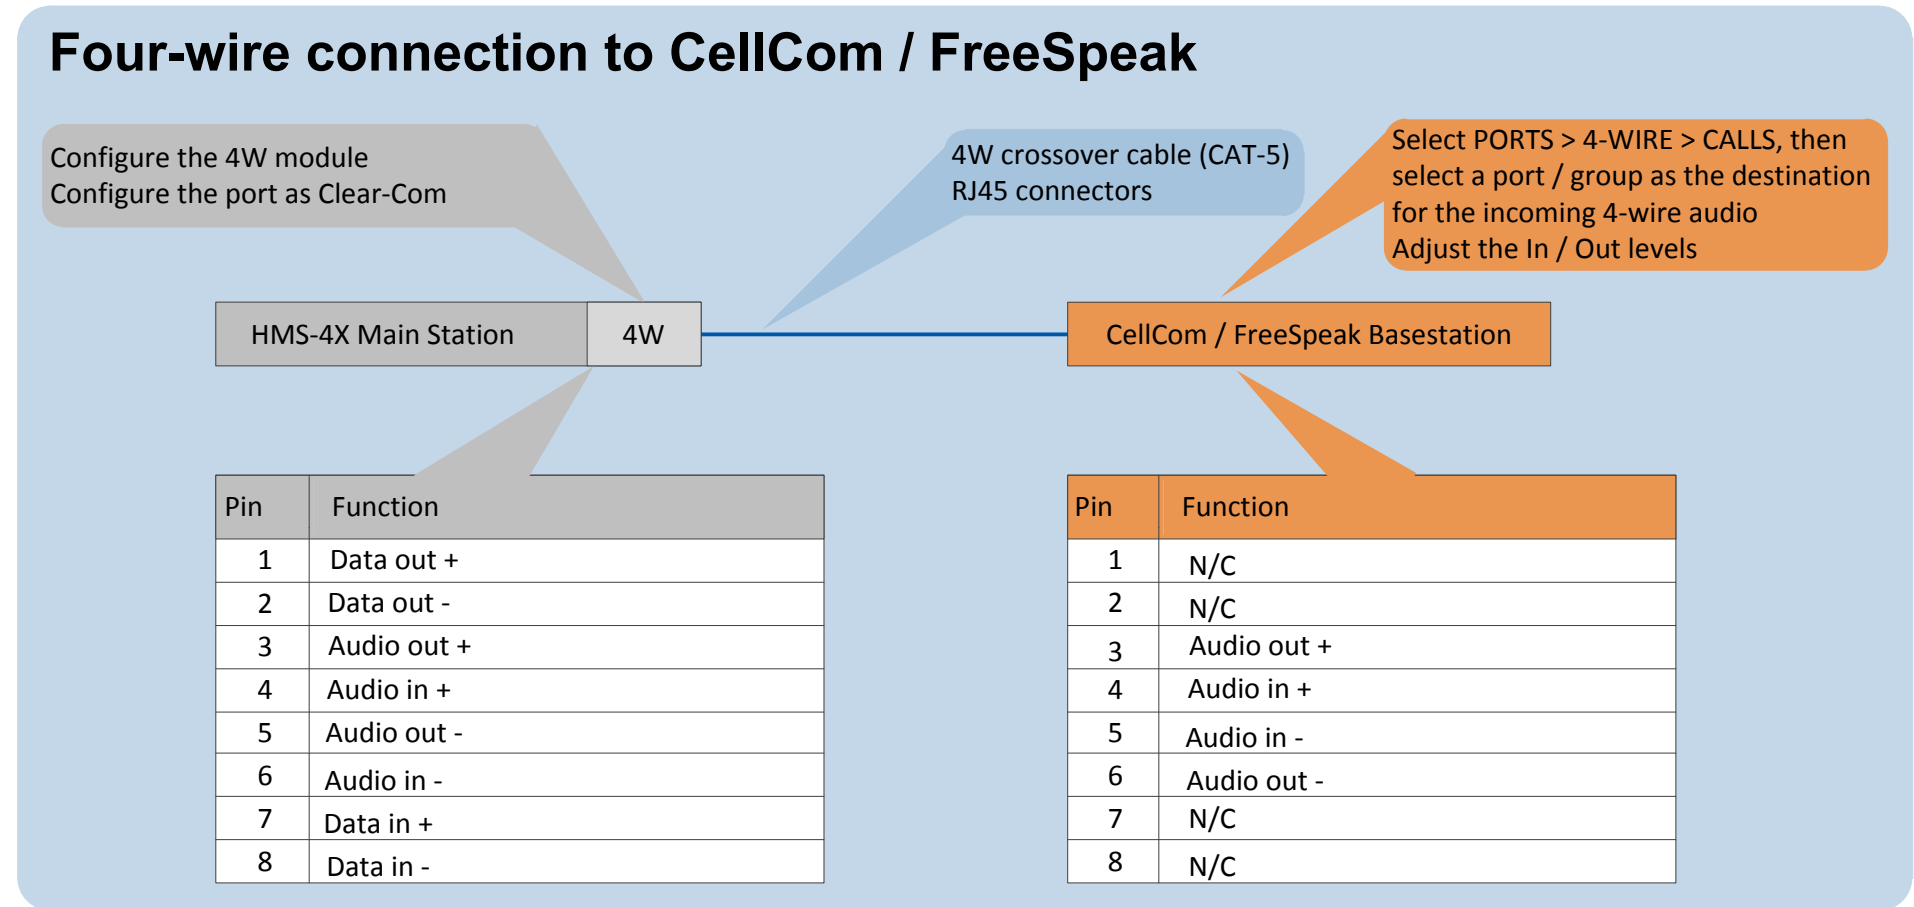 Four-wire connection to CellCom / FreeSpeak
Configure the 4W module
Configure the port as Clear-Com
4W crossover cable (CAT-5)
RJ45 connectors
Select PORTS > 4-WIRE > CALLS, then
select a port / group as the destination
for the incoming 4-wire audio
Adjust the In / Out levels
HMS-4X Main Station 4W
CellCom / FreeSpeak Basestation
Pin Function
1 Data out +
2 Data out -
3 Audio out +
4 Audio in +
5 Audio out -
6 Audio in -
7 Data in +
8 Data in -
Pin Function
1 N/C
2 N/C
3 Audio out +
4 Audio in +
5 Audio in -
6 Audio out -
7 N/C
8 N/C